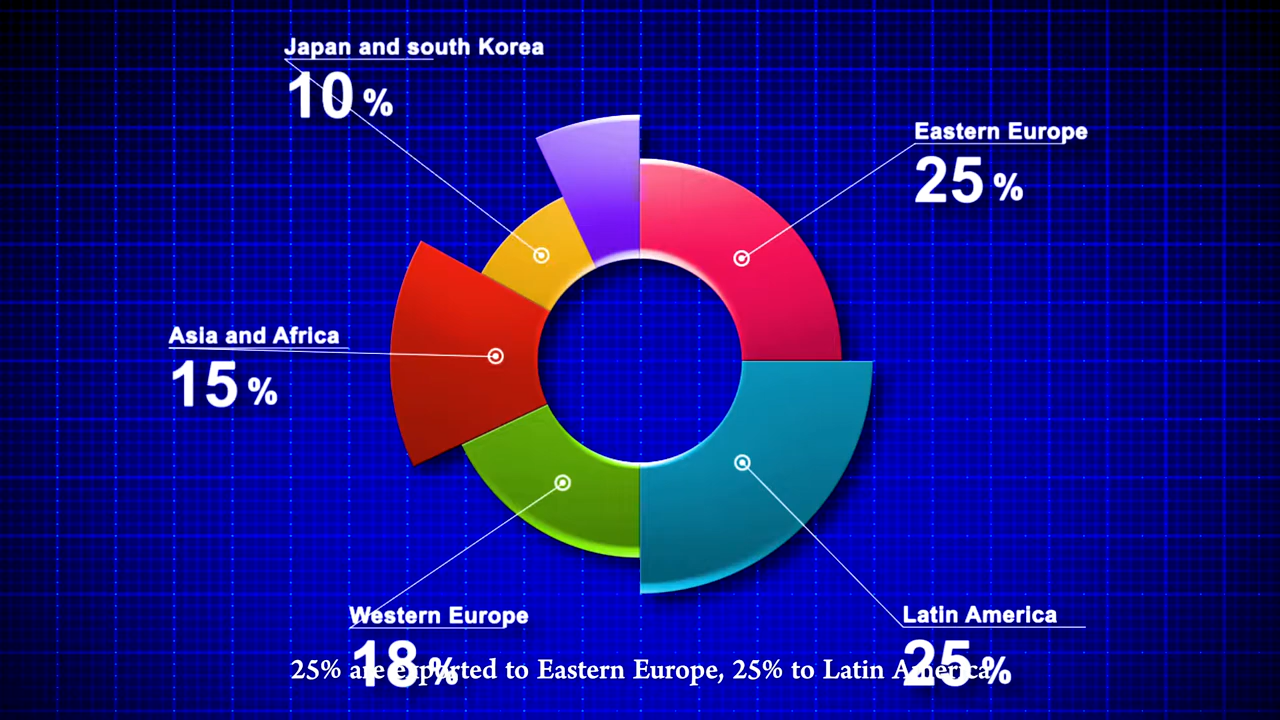 Japan and south Korea
10 %
Eastern Europe
25 %
Asia and Africa
15 %
Western Europe
18 %
Latin America
25 %
25% are exported to Eastern Europe, 25% to Latin America